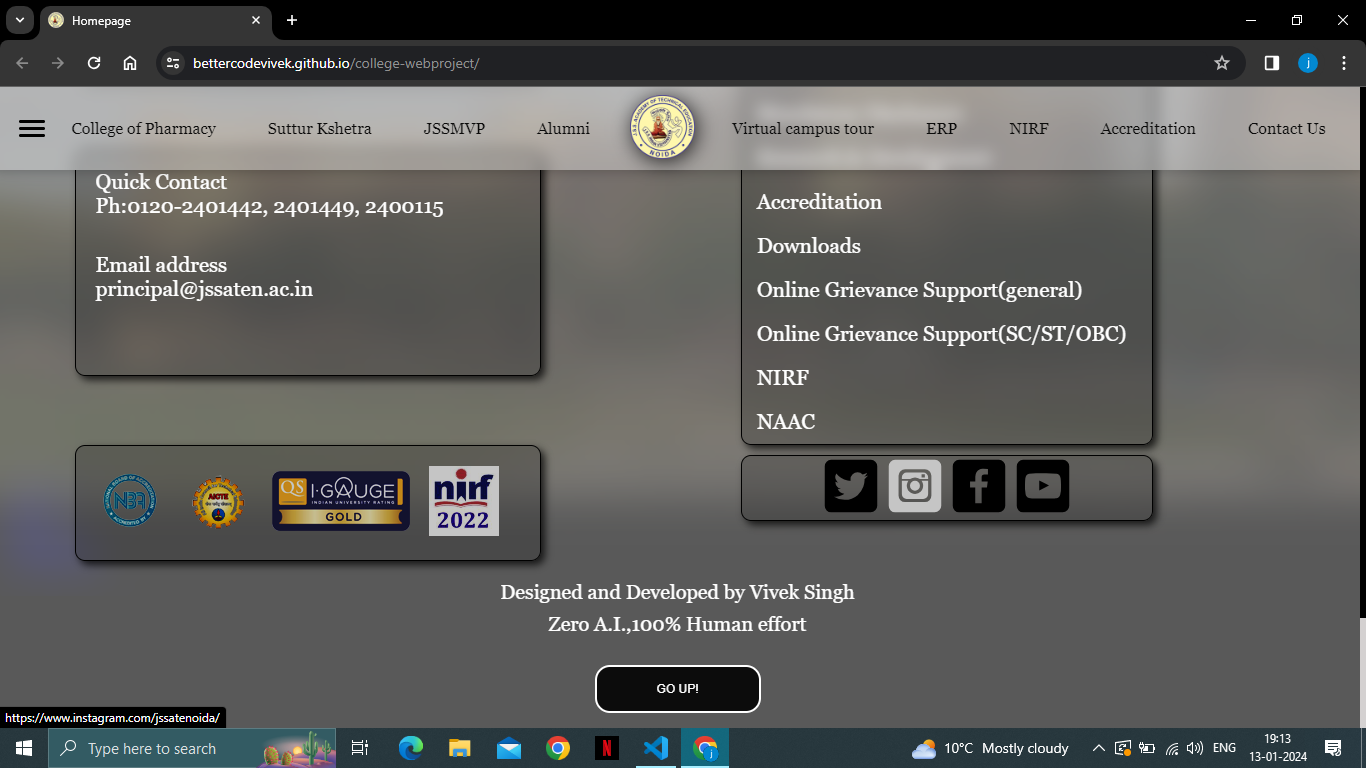 Homepage
bettercodevivek.github.io/college-webproject/
College of Pharmacy Suttur Kshetra JSSMVP Alumni Virtual campus tour ERP NIRF Accreditation Contact Us
NOIDA
Quick Contact
Ph:0120-2401442, 2401449, 2400115
Email address
principal@jssaten.ac.in
Accreditation
Downloads
Online Grievance Support(general)
Online Grievance Support(SC/ST/OBC)
NIRF
NAAC
NBA
AICTE
QS I·GAUGE
INDIAN UNIVERSITY RATING
GOLD
nirf
2022
Designed and Developed by Vivek Singh
Zero A.I.,100% Human effort
GO UP!
https://www.instagram.com/jssatenoida/
Type here to search
10°C Mostly cloudy
ENG
19:13
13-01-2024